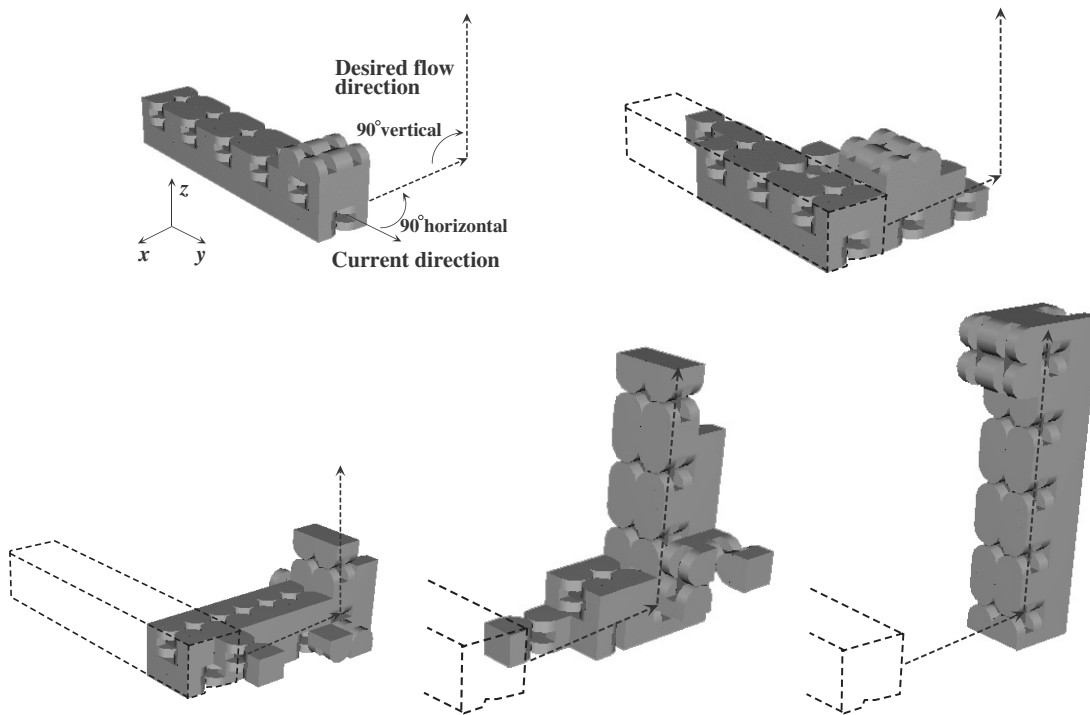 Desired flow
direction
90°vertical
z
90°horizontal
x
y
Current direction